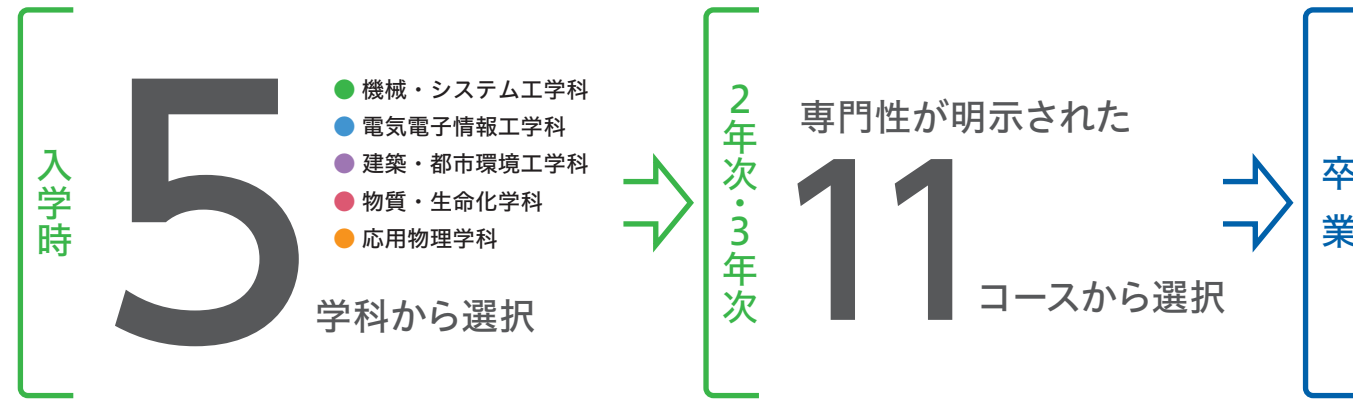 入学時
5
機械・システム工学科
電気電子情報工学科
建築・都市環境工学科
物質・生命化学科
応用物理学科
学科から選択
2年次・3年次
専門性が明示された
11
コースから選択
卒業